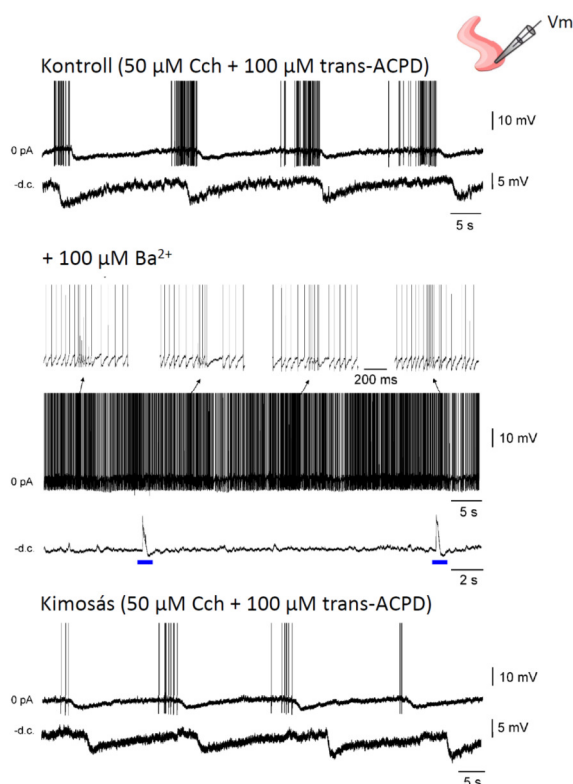 Vm
Kontroll (50 µM Cch + 100 µM trans-ACPD)
10 mV
0 pA
-d.c.
5 mV
5 s
+ 100 µM Ba²⁺
200 ms
10 mV
0 pA
5 s
-d.c.
2 s
Kimosás (50 µM Cch + 100 µM trans-ACPD)
10 mV
0 pA
-d.c.
5 mV
5 s